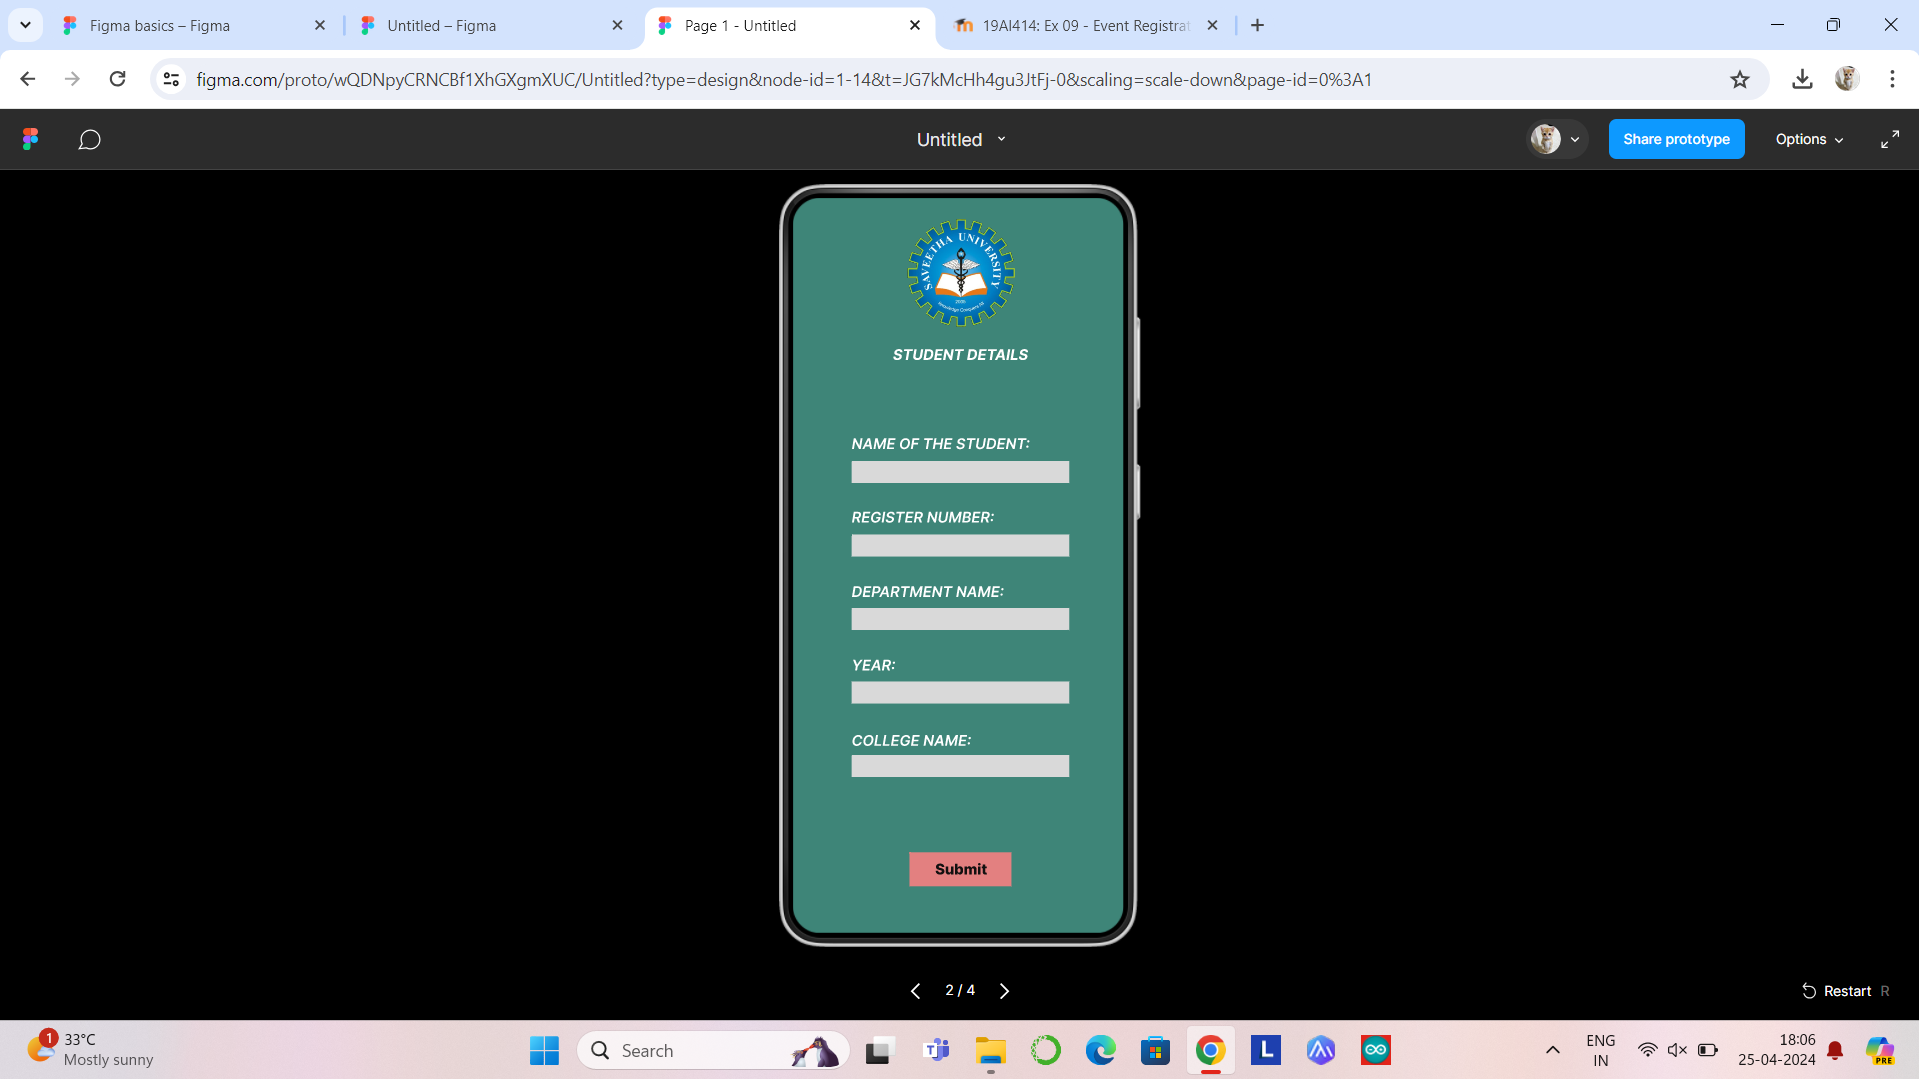 Figma basics – Figma
Untitled – Figma
Page 1 - Untitled
19AI414: Ex 09 - Event Registrat
figma.com/proto/wQDNpyCRNCBf1XhGXgmXUC/Untitled?type=design&node-id=1-14&t=JG7kMcHh4gu3JtFj-0&scaling=scale-down&page-id=0%3A1
Untitled
Share prototype
Options
SAVEETHA UNIVERSITY
2005
STUDENT DETAILS
NAME OF THE STUDENT:
REGISTER NUMBER:
DEPARTMENT NAME:
YEAR:
COLLEGE NAME:
Submit
2 / 4
Restart R
1
33°C
Mostly sunny
Search
L
ENG
IN
18:06
25-04-2024
PRE